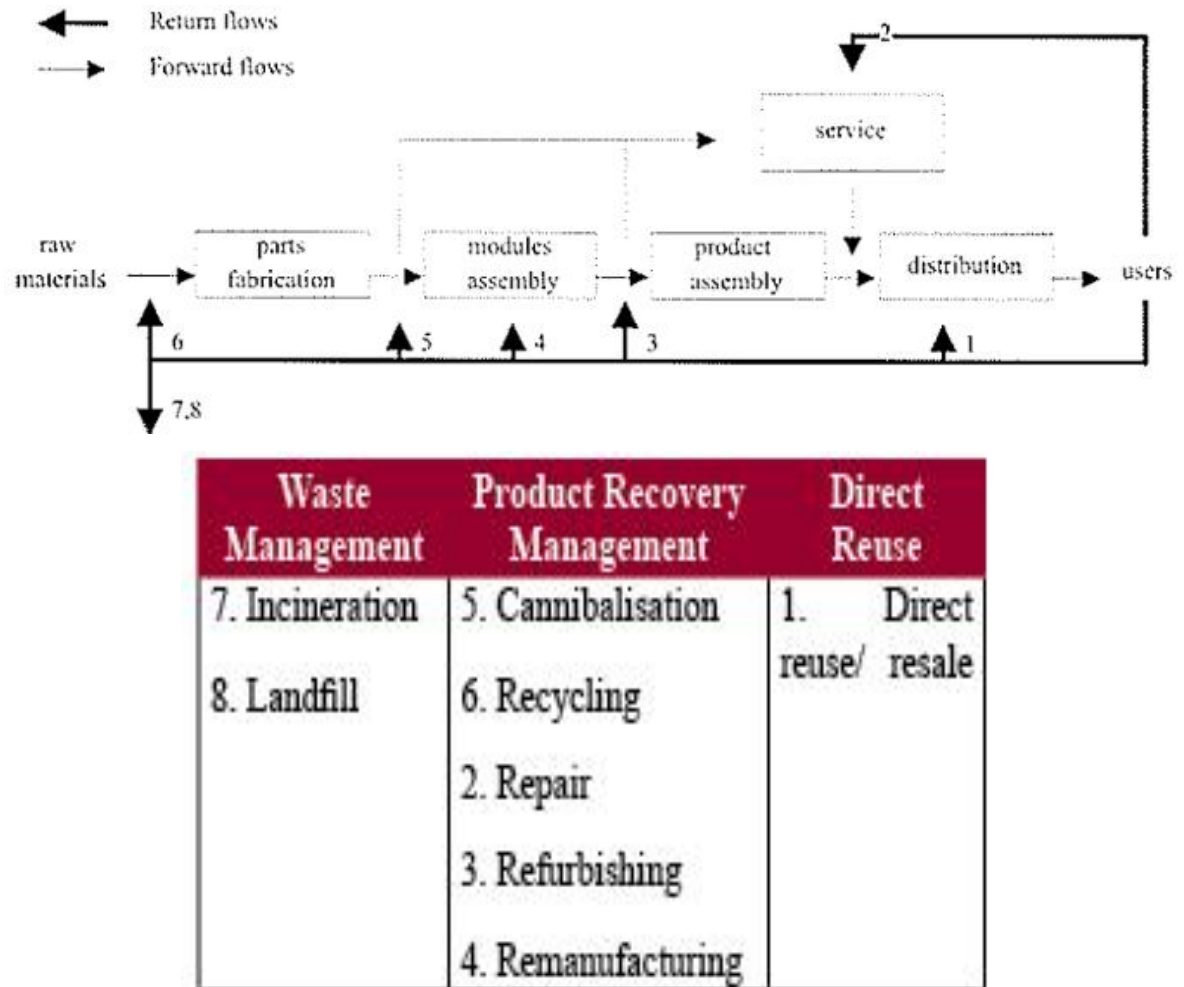 Return flows
Forward flows
2
service
raw
materials
parts
fabrication
modules
assembly
product
assembly
distribution
users
6
5
4
3
1
7,8
Waste
Management
Product Recovery
Management
Direct
Reuse
7. Incineration
8. Landfill
5. Cannibalisation
6. Recycling
2. Repair
3. Refurbishing
4. Remanufacturing
1. Direct
reuse/ resale